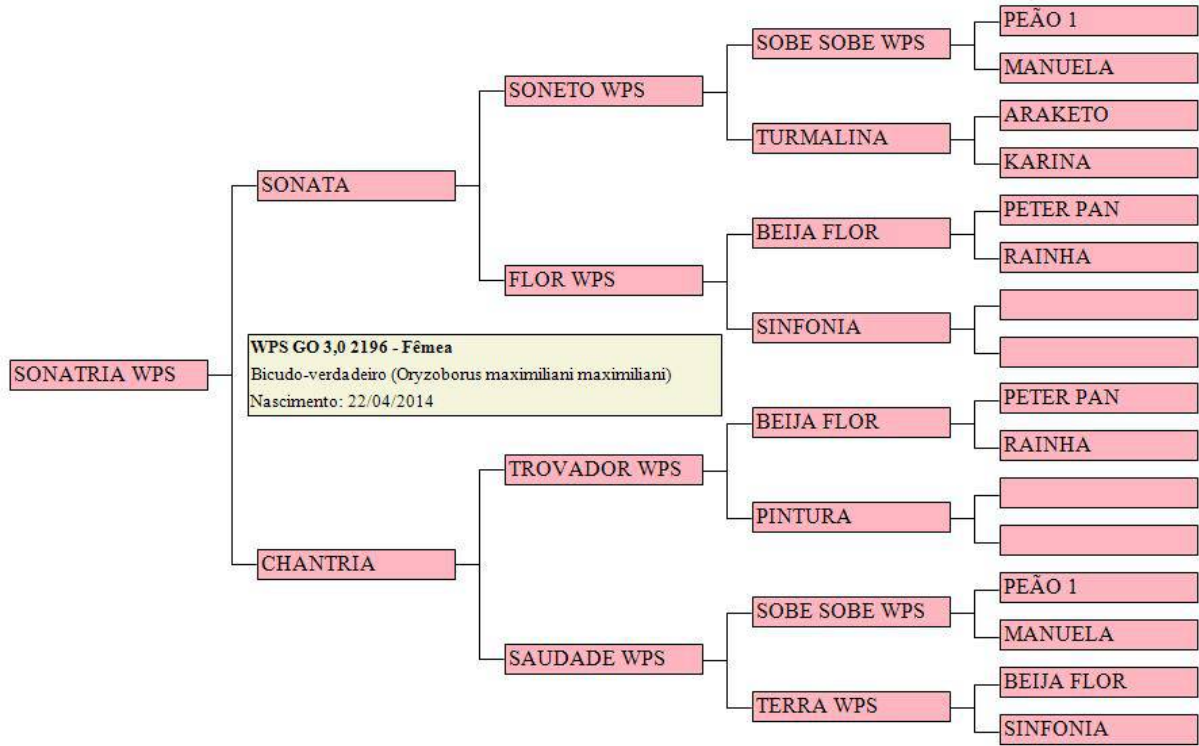 SONATRIA WPS
WPS GO 3,0 2196 - Fêmea
Bicudo-verdadeiro (Oryzoborus maximiliani maximiliani)
Nascimento: 22/04/2014
SONATA
CHANTRIA
SONETO WPS
FLOR WPS
TROVADOR WPS
SAUDADE WPS
SOBE SOBE WPS
TURMALINA
BEIJA FLOR
SINFONIA
BEIJA FLOR
PINTURA
SOBE SOBE WPS
TERRA WPS
PEÃO 1
MANUELA
ARAKETO
KARINA
PETER PAN
RAINHA
PETER PAN
RAINHA
PEÃO 1
MANUELA
BEIJA FLOR
SINFONIA